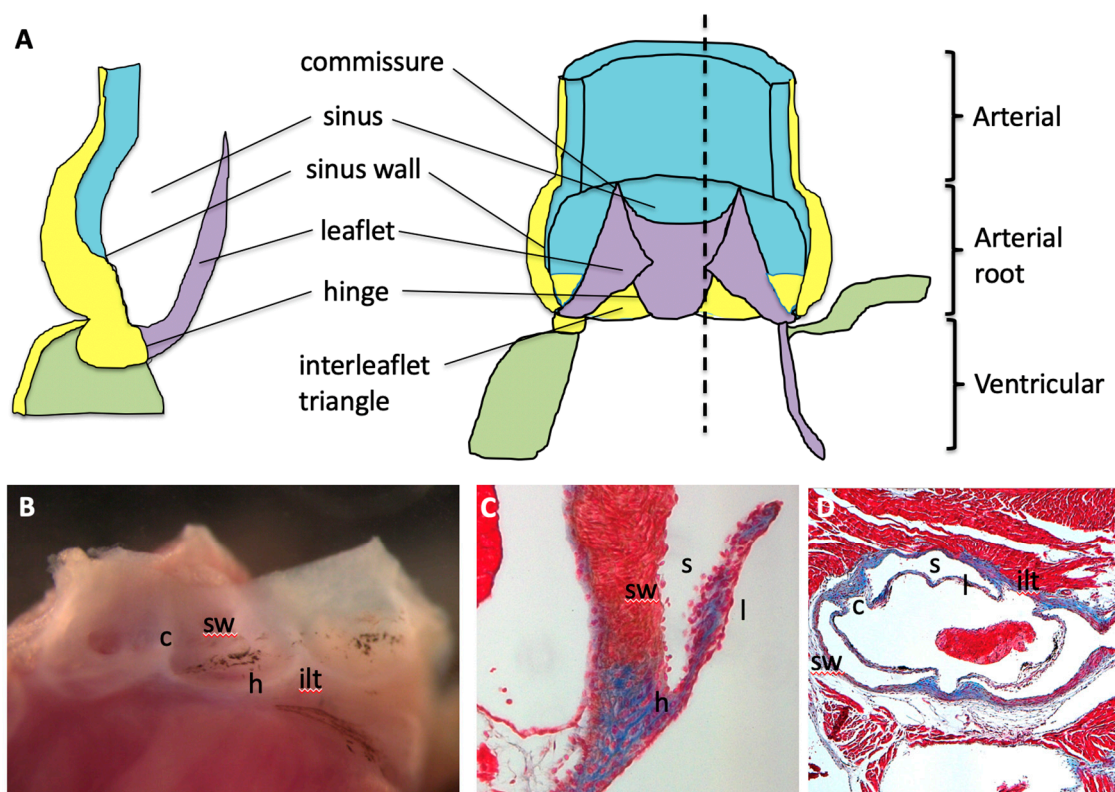 A
commissure
sinus
sinus wall
leaflet
hinge
interleaflet
triangle
Arterial
Arterial
root
Ventricular
B
c
sw
h
ilt
C
sw
s
l
h
D
s
l
ilt
c
sw